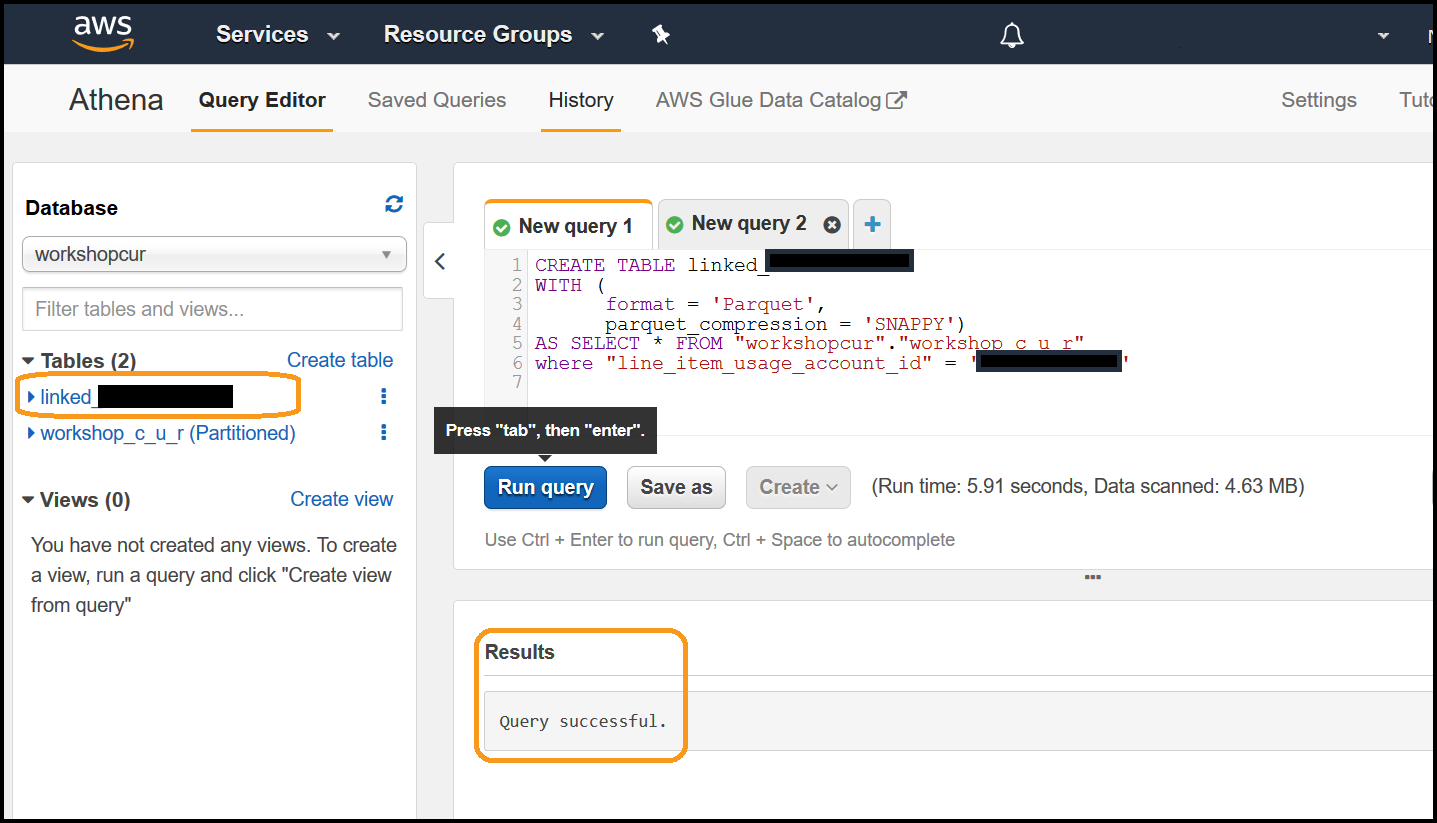 aws Services Resource Groups
Athena Query Editor Saved Queries History AWS Glue Data Catalog Settings
Database
workshopcur
Filter tables and views...
Tables (2) Create table
linked_
workshop_c_u_r (Partitioned)
Views (0) Create view
You have not created any views. To create
a view, run a query and click "Create view
from query"
New query 1 New query 2
1 CREATE TABLE linked_
2 WITH (
3 format = 'Parquet',
4 parquet_compression = 'SNAPPY')
5 AS SELECT * FROM "workshopcur"."workshop_c_u_r"
6 where "line_item_usage_account_id" = ' '
7
Press "tab", then "enter".
Run query Save as Create (Run time: 5.91 seconds, Data scanned: 4.63 MB)
Use Ctrl + Enter to run query, Ctrl + Space to autocomplete
Results
Query successful.